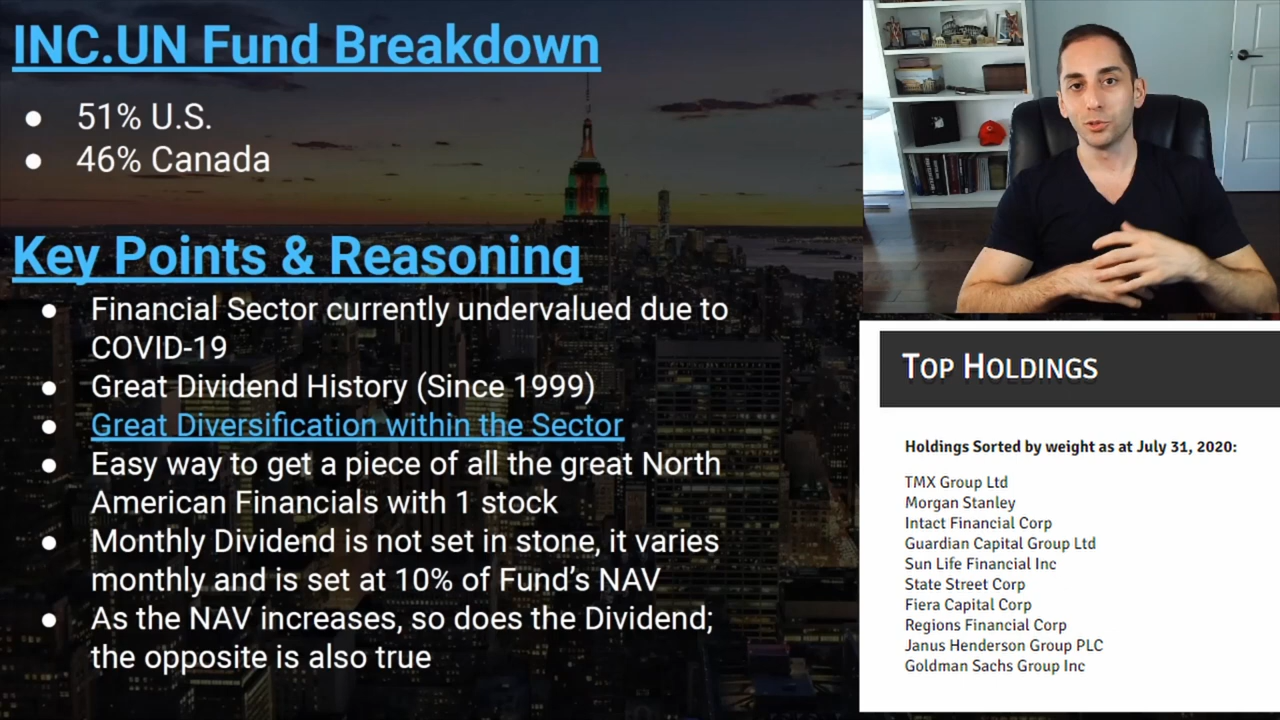 INC.UN Fund Breakdown
51% U.S.
46% Canada
Key Points & Reasoning
Financial Sector currently undervalued due to
COVID-19
Great Dividend History (Since 1999)
Great Diversification within the Sector
Easy way to get a piece of all the great North
American Financials with 1 stock
Monthly Dividend is not set in stone, it varies
monthly and is set at 10% of Fund's NAV
As the NAV increases, so does the Dividend;
the opposite is also true
TOP HOLDINGS
Holdings Sorted by weight as at July 31, 2020:
TMX Group Ltd
Morgan Stanley
Intact Financial Corp
Guardian Capital Group Ltd
Sun Life Financial Inc
State Street Corp
Fiera Capital Corp
Regions Financial Corp
Janus Henderson Group PLC
Goldman Sachs Group Inc